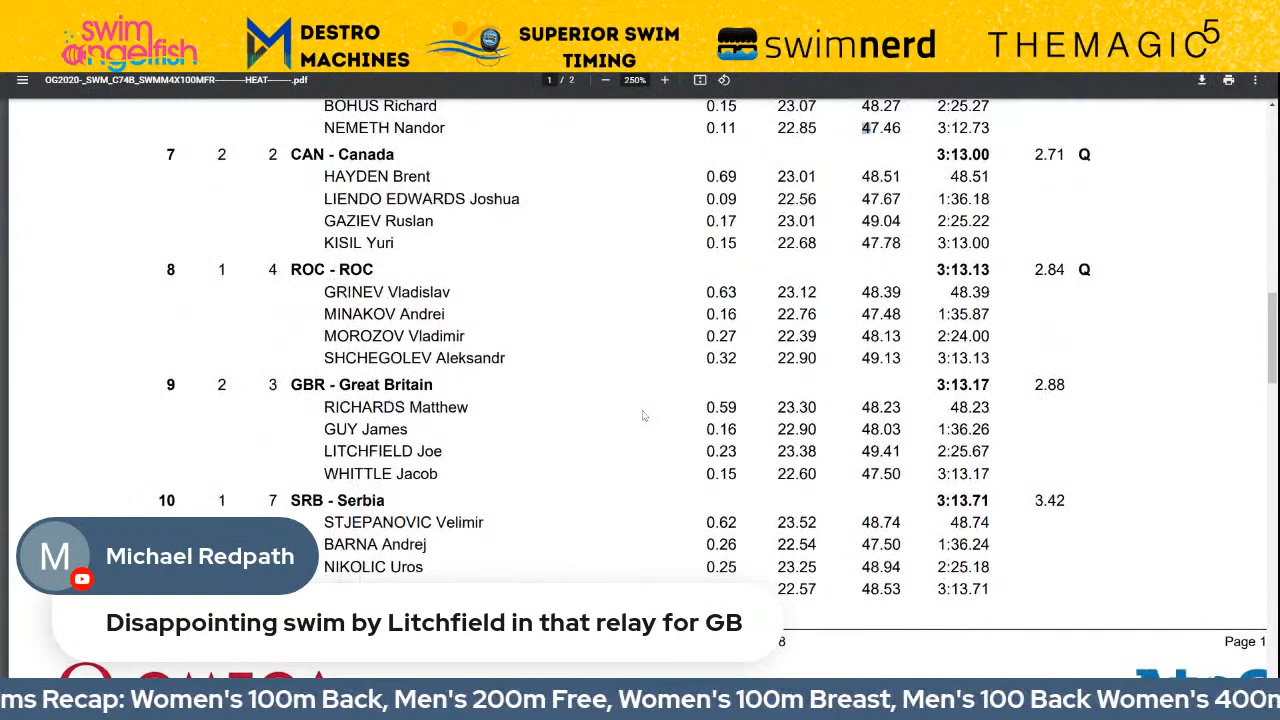 swim angelfish
DESTRO MACHINES
SUPERIOR SWIM TIMING
swimnerd
THEMAGIC5
OG2020-_SWM_C74B_SWMM4X100MFR----------HEAT--------.pdf 1 / 2 250%
BOHUS Richard 0.15 23.07 48.27 2:25.27
NEMETH Nandor 0.11 22.85 47.46 3:12.73
7 2 2 CAN - Canada 3:13.00 2.71 Q
HAYDEN Brent 0.69 23.01 48.51 48.51
LIENDO EDWARDS Joshua 0.09 22.56 47.67 1:36.18
GAZIEV Ruslan 0.17 23.01 49.04 2:25.22
KISIL Yuri 0.15 22.68 47.78 3:13.00
8 1 4 ROC - ROC 3:13.13 2.84 Q
GRINEV Vladislav 0.63 23.12 48.39 48.39
MINAKOV Andrei 0.16 22.76 47.48 1:35.87
MOROZOV Vladimir 0.27 22.39 48.13 2:24.00
SHCHEGOLEV Aleksandr 0.32 22.90 49.13 3:13.13
9 2 3 GBR - Great Britain 3:13.17 2.88
RICHARDS Matthew 0.59 23.30 48.23 48.23
GUY James 0.16 22.90 48.03 1:36.26
LITCHFIELD Joe 0.23 23.38 49.41 2:25.67
WHITTLE Jacob 0.15 22.60 47.50 3:13.17
10 1 7 SRB - Serbia 3:13.71 3.42
STJEPANOVIC Velimir 0.62 23.52 48.74 48.74
BARNA Andrej 0.26 22.54 47.50 1:36.24
NIKOLIC Uros 0.25 23.25 48.94 2:25.18
22.57 48.53 3:13.71
M Michael Redpath
Disappointing swim by Litchfield in that relay for GB
8 Page 1
ms Recap: Women's 100m Back, Men's 200m Free, Women's 100m Breast, Men's 100 Back Women's 400m